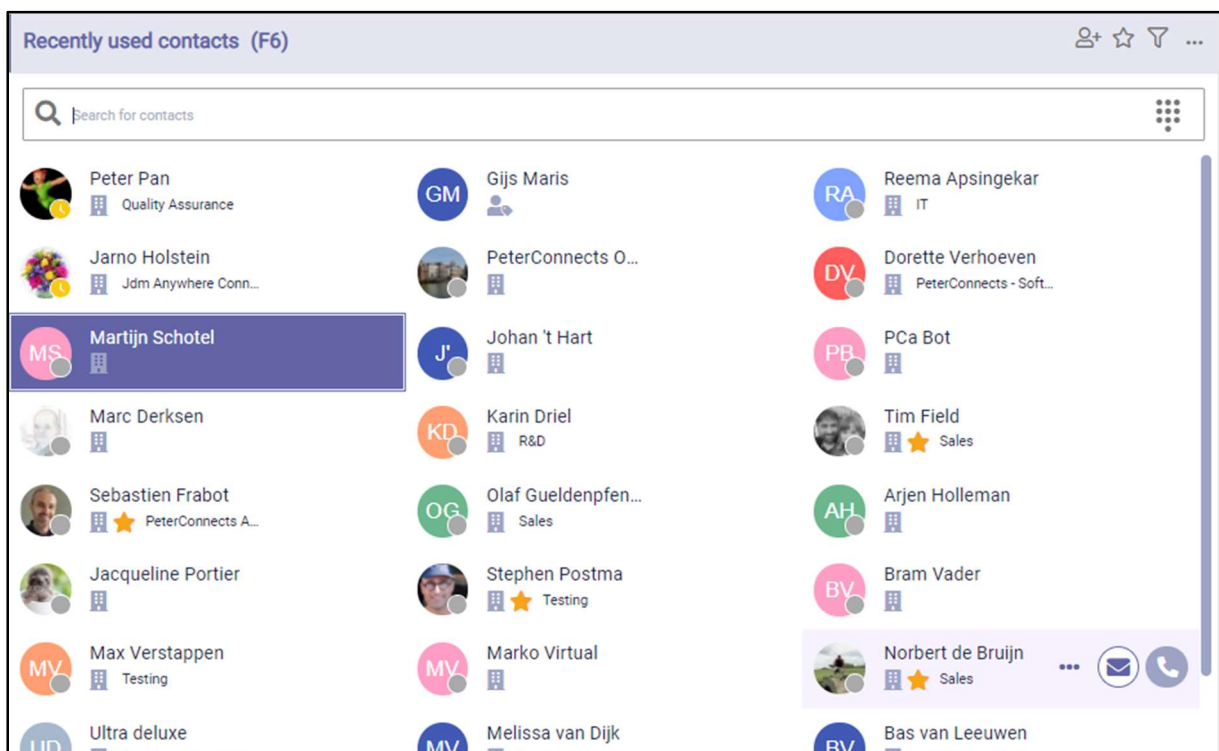 Recently used contacts (F6)
Search for contacts
Peter Pan
Quality Assurance
GM
Gijs Maris
RA
Reema Apsingekar
IT
Jarno Holstein
Jdm Anywhere Conn...
PeterConnects O...
DV
Dorette Verhoeven
PeterConnects - Soft...
MS
Martijn Schotel
J'
Johan 't Hart
PB
PCa Bot
Marc Derksen
KD
Karin Driel
R&D
Tim Field
Sales
Sebastien Frabot
PeterConnects A...
OG
Olaf Gueldenpfen...
Sales
AH
Arjen Holleman
Jacqueline Portier
Stephen Postma
Testing
BV
Bram Vader
MV
Max Verstappen
Testing
MV
Marko Virtual
Norbert de Bruijn
Sales
UD
Ultra deluxe
MV
Melissa van Dijk
BV
Bas van Leeuwen